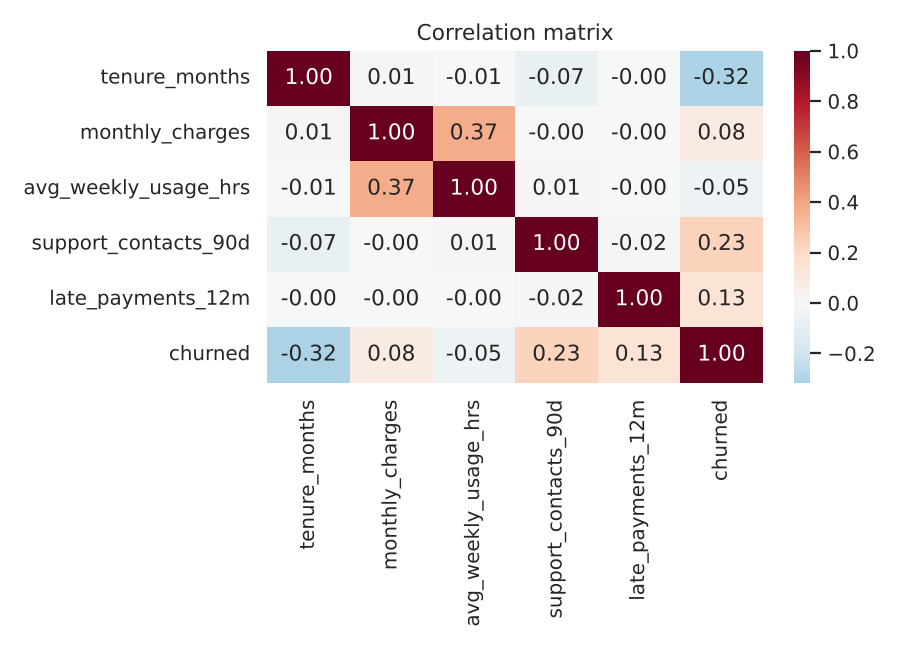 Correlation matrix
tenure_months 1.00 0.01 -0.01 -0.07 -0.00 -0.32
monthly_charges 0.01 1.00 0.37 -0.00 -0.00 0.08
avg_weekly_usage_hrs -0.01 0.37 1.00 0.01 -0.00 -0.05
support_contacts_90d -0.07 -0.00 0.01 1.00 -0.02 0.23
late_payments_12m -0.00 -0.00 -0.00 -0.02 1.00 0.13
churned -0.32 0.08 -0.05 0.23 0.13 1.00
tenure_months
monthly_charges
avg_weekly_usage_hrs
support_contacts_90d
late_payments_12m
churned
1.0
0.8
0.6
0.4
0.2
0.0
−0.2